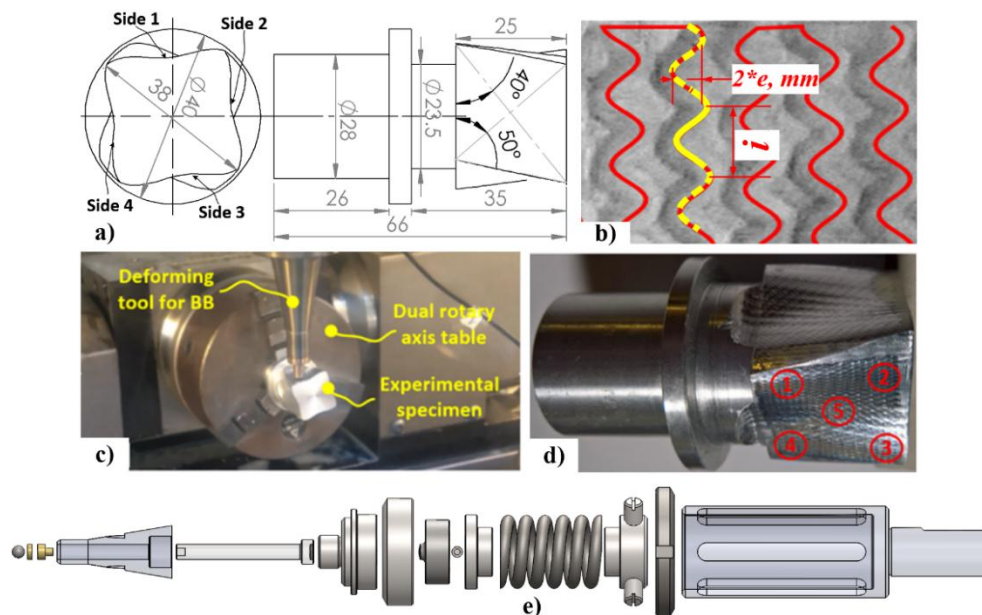 Side 1
Side 2
Side 3
Side 4
38
Ø 40
a)
Ø28
Ø23.5
25
40°
50°
26
35
66
2*e, mm
i
b)
Deforming
tool for BB
Dual rotary
axis table
Experimental
specimen
c)
1
2
5
4
3
d)
e)